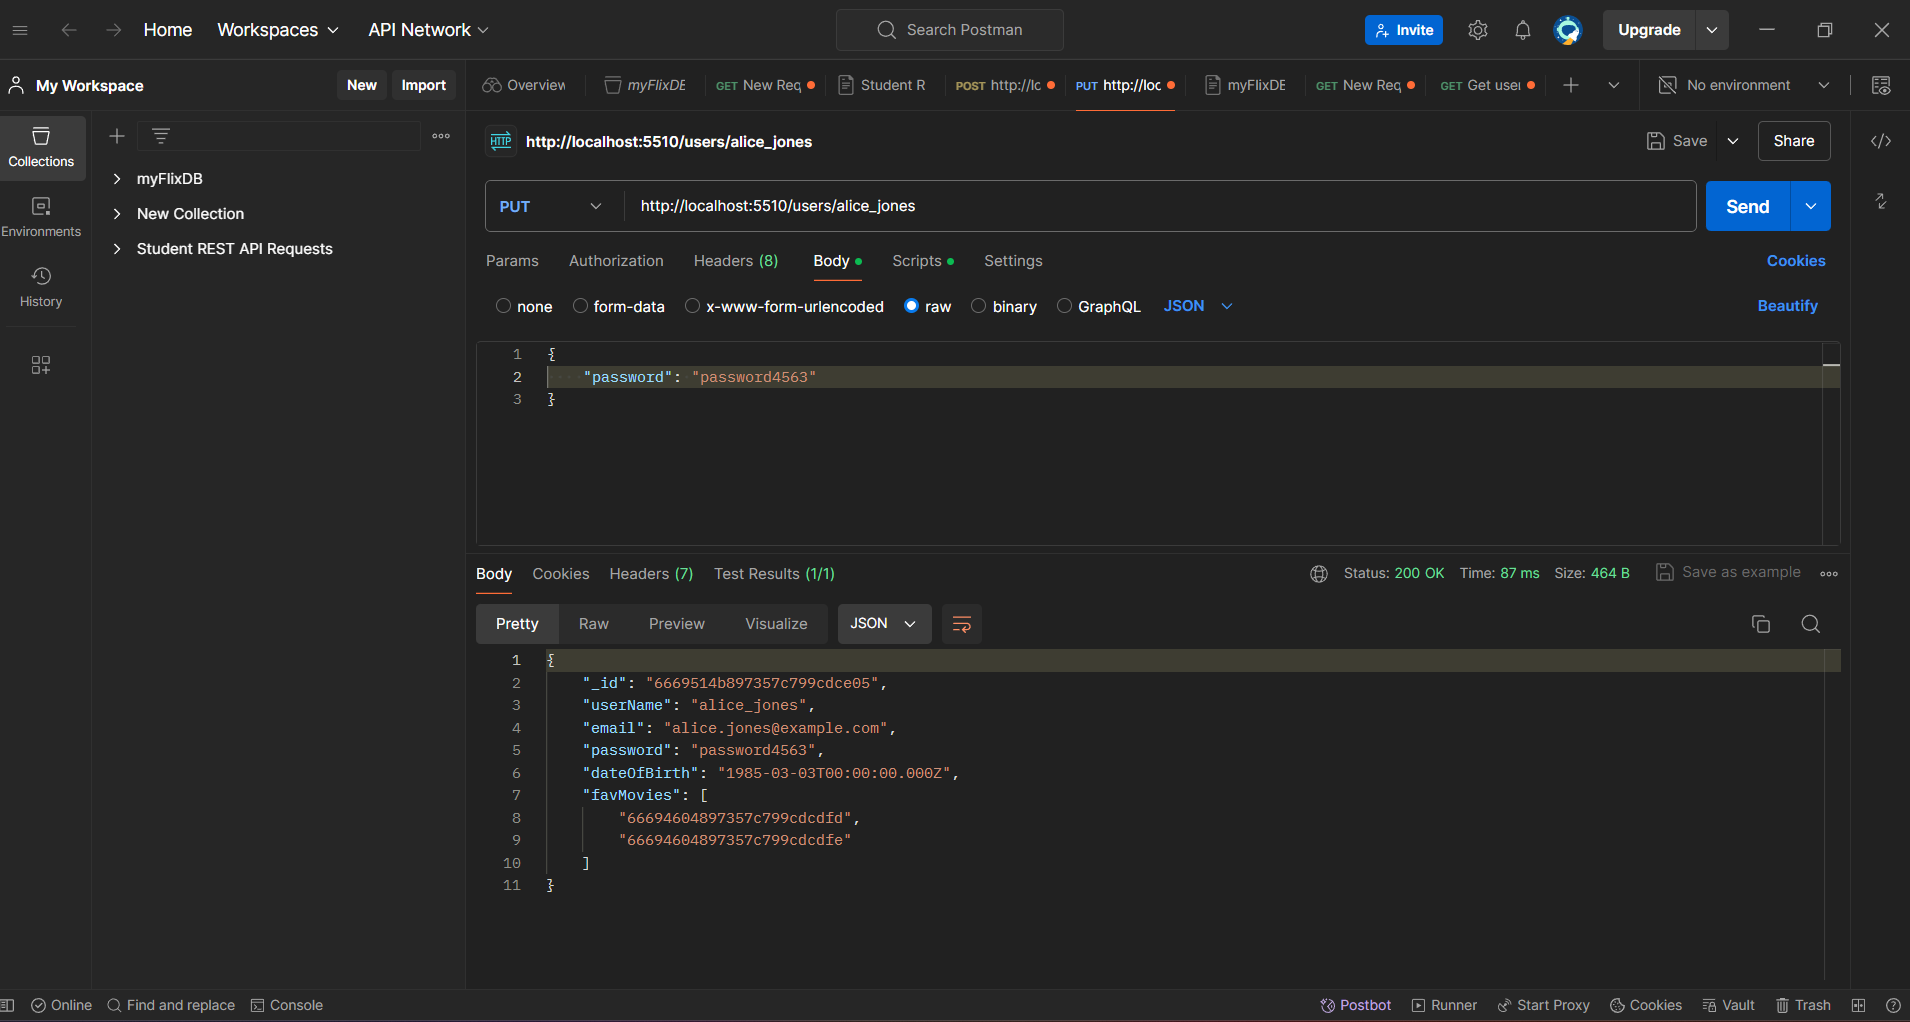 Home Workspaces API Network Search Postman Invite Upgrade
My Workspace New Import Overview myFlixDE GET New Req Student R POST http://lc PUT http://loc myFlixDE GET New Req GET Get user No environment
Collections
Environments
History
myFlixDB
New Collection
Student REST API Requests
HTTP http://localhost:5510/users/alice_jones Save Share
PUT http://localhost:5510/users/alice_jones Send
Params Authorization Headers (8) Body Scripts Settings Cookies
none form-data x-www-form-urlencoded raw binary GraphQL JSON Beautify
1 {
2 "password": "password4563"
3 }
Body Cookies Headers (7) Test Results (1/1) Status: 200 OK Time: 87 ms Size: 464 B Save as example
Pretty Raw Preview Visualize JSON
1 {
2 "_id": "6669514b897357c799cdce05",
3 "userName": "alice_jones",
4 "email": "alice.jones@example.com",
5 "password": "password4563",
6 "dateOfBirth": "1985-03-03T00:00:00.000Z",
7 "favMovies": [
8 "66694604897357c799cdcdfd",
9 "66694604897357c799cdcdfe"
10 ]
11 }
Online Find and replace Console Postbot Runner Start Proxy Cookies Vault Trash